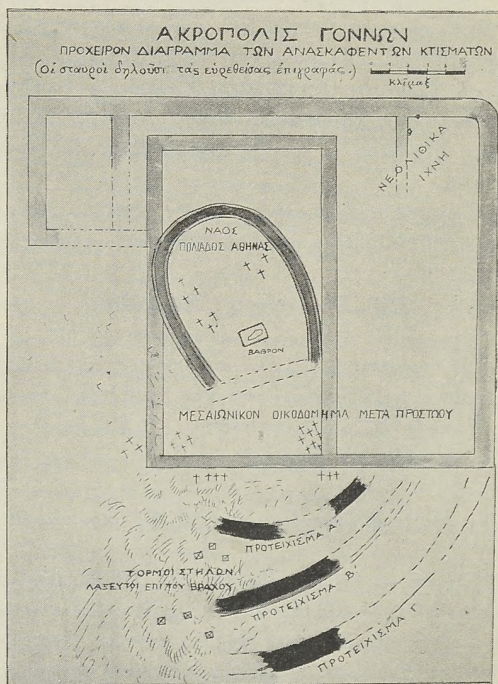 ΑΚΡΟΠΟΛΙΣ ΓΟΝΝΩΝ
ΠΡΟΧΕΙΡΟΝ ΔΙΑΓΡΑΜΜΑ ΤΩΝ ΑΝΑΣΚΑΦΕΝΤΩΝ ΚΤΙΣΜΑΤΩΝ
(Οἱ σταυροὶ δηλοῦσι τὰς εὑρεθείσας ἐπιγραφάς.)
Κλίμαξ
ΝΕΟΛΙΘΙΚΑ
ΙΧΝΗ
ΝΑΟΣ
ΠΟΛΙΑΔΟΣ ΑΘΗΝΑΣ
ΒΑΘΡΟΝ
ΜΕΣΑΙΩΝΙΚΟΝ ΟΙΚΟΔΟΜΗΜΑ ΜΕΤΑ ΠΡΟΣΤΩΟΥ
ΠΡΟΤΕΙΧΙΣΜΑ Α'
ΤΟΡΜΟΙ ΣΤΗΛΩΝ
ΛΑΞΕΥΤΟΙ ΕΠΙ ΤΟΥ ΒΡΑΧΟΥ
ΠΡΟΤΕΙΧΙΣΜΑ Β'
ΠΡΟΤΕΙΧΙΣΜΑ Γ'